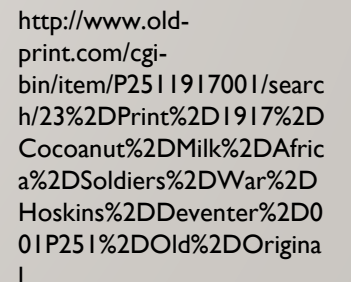 http://www.old-
print.com/cgi-
bin/item/P2511917001/searc
h/23%2DPrint%2D1917%2D
Cocoanut%2DMilk%2DAfric
a%2DSoldiers%2DWar%2D
Hoskins%2DDeventer%2D0
01P251%2DOld%2DOrigina
l